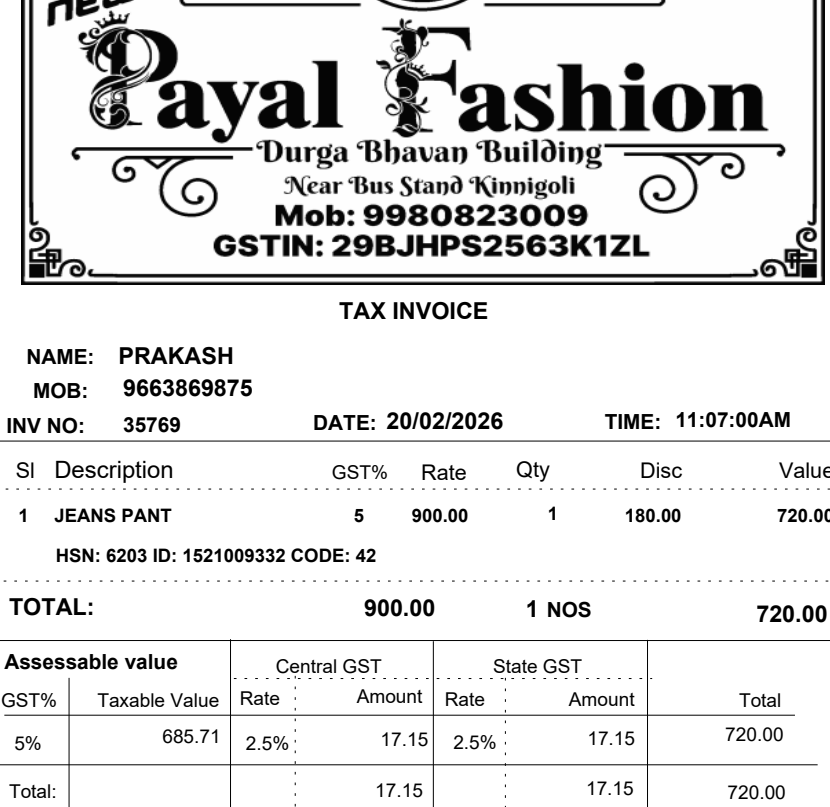 new
Payal Fashion
Durga Bhavan Building
Near Bus Stand Kinnigoli
Mob: 9980823009
GSTIN: 29BJHPS2563K1ZL
TAX INVOICE
NAME: PRAKASH
MOB: 9663869875
INV NO: 35769 DATE: 20/02/2026 TIME: 11:07:00AM
Sl Description GST% Rate Qty Disc Value
1 JEANS PANT 5 900.00 1 180.00 720.00
HSN: 6203 ID: 1521009332 CODE: 42
TOTAL: 900.00 1 NOS 720.00
Assessable value Central GST State GST
GST% Taxable Value Rate Amount Rate Amount Total
5% 685.71 2.5% 17.15 2.5% 17.15 720.00
Total: 17.15 17.15 720.00